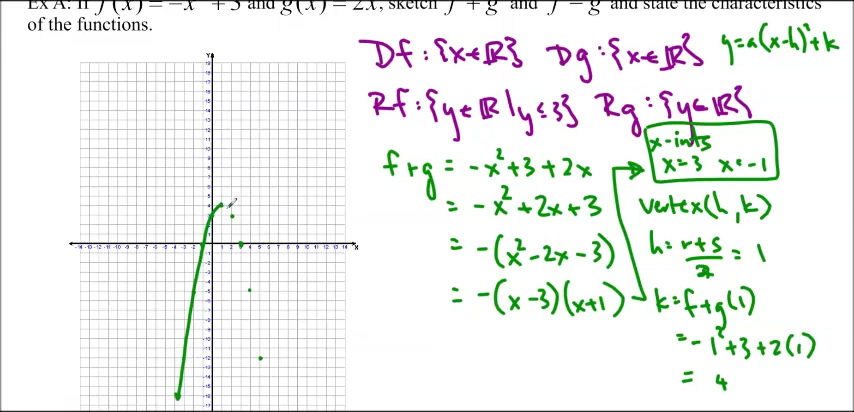 Ex A: If f(x) = −x² + 3 and g(x) = 2x, sketch f + g and f − g and state the characteristics
of the functions.
Df : {x∈ℝ} Dg : {x∈ℝ} y=a(x-h)²+k
Rf : {y∈ℝ | y≤3} Rg : {y∈ℝ}
x-ints
x=3 x=-1
f+g = -x²+3+2x
= -x²+2x+3
= -(x²-2x-3)
= -(x-3)(x+1)
vertex(h,k)
h = r+s/2 = 1
k = f+g(1)
= -1²+3+2(1)
= 4
Y
X